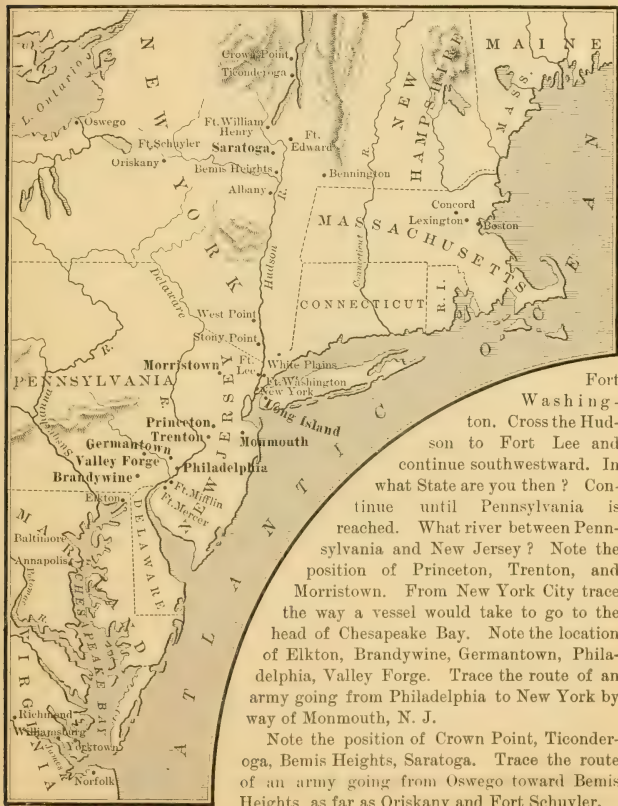 NEW YORK
MAINE
L. Ontario
Crown Point
Ticonderoga
NEW HAMPSHIRE
MASS.
Oswego
Ft. Schuyler
Oriskany
Ft. William
Henry
Ft.
Edward
Saratoga
Bemis Heights
Albany
Bennington
Concord
Lexington
Boston
MASSACHUSETTS
Hudson R.
Connecticut R.
CONNECTICUT
R. I.
Delaware R.
West Point
Stony Point
White Plains
Ft.
Lee
Ft. Washington
New York
Long Island
Morristown
PENNSYLVANIA
NEW JERSEY
Princeton
Trenton
Monmouth
Germantown
Valley Forge
Philadelphia
Brandywine
Ft. Mifflin
Ft. Mercer
Elkton
MARYLAND
DELAWARE
Baltimore
Annapolis
Potomac R.
CHESAPEAKE BAY
VIRGINIA
Richmond
Williamsburg
Yorktown
James R.
Norfolk
ATLANTIC OCEAN
Fort
Washing-
ton. Cross the Hud-
son to Fort Lee and
continue southwestward. In
what State are you then? Con-
tinue until Pennsylvania is
reached. What river between Penn-
sylvania and New Jersey? Note the
position of Princeton, Trenton, and
Morristown. From New York City trace
the way a vessel would take to go to the
head of Chesapeake Bay. Note the location
of Elkton, Brandywine, Germantown, Phila-
delphia, Valley Forge. Trace the route of an
army going from Philadelphia to New York by
way of Monmouth, N. J.
Note the position of Crown Point, Ticonder-
oga, Bemis Heights, Saratoga. Trace the route
of an army going from Oswego toward Bemis
Heights, as far as Oriskany and Fort Schuyler.